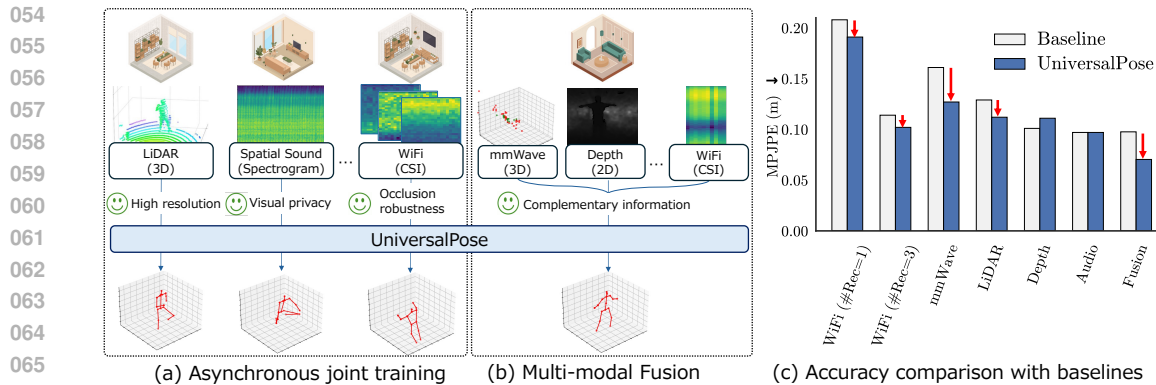 054
055
056
057
058
059
060
061
062
063
064
065
LiDAR
(3D)
Spatial Sound
(Spectrogram)
...
WiFi
(CSI)
High resolution
Visual privacy
Occlusion
robustness
mmWave
(3D)
Depth
(2D)
...
WiFi
(CSI)
Complementary information
UniversalPose
(a) Asynchronous joint training
(b) Multi-modal Fusion
MPJPE (m) ↓
0.20
0.15
0.10
0.05
0.00
Baseline
UniversalPose
WiFi (#Rec=1)
WiFi (#Rec=3)
mmWave
LiDAR
Depth
Audio
Fusion
(c) Accuracy comparison with baselines